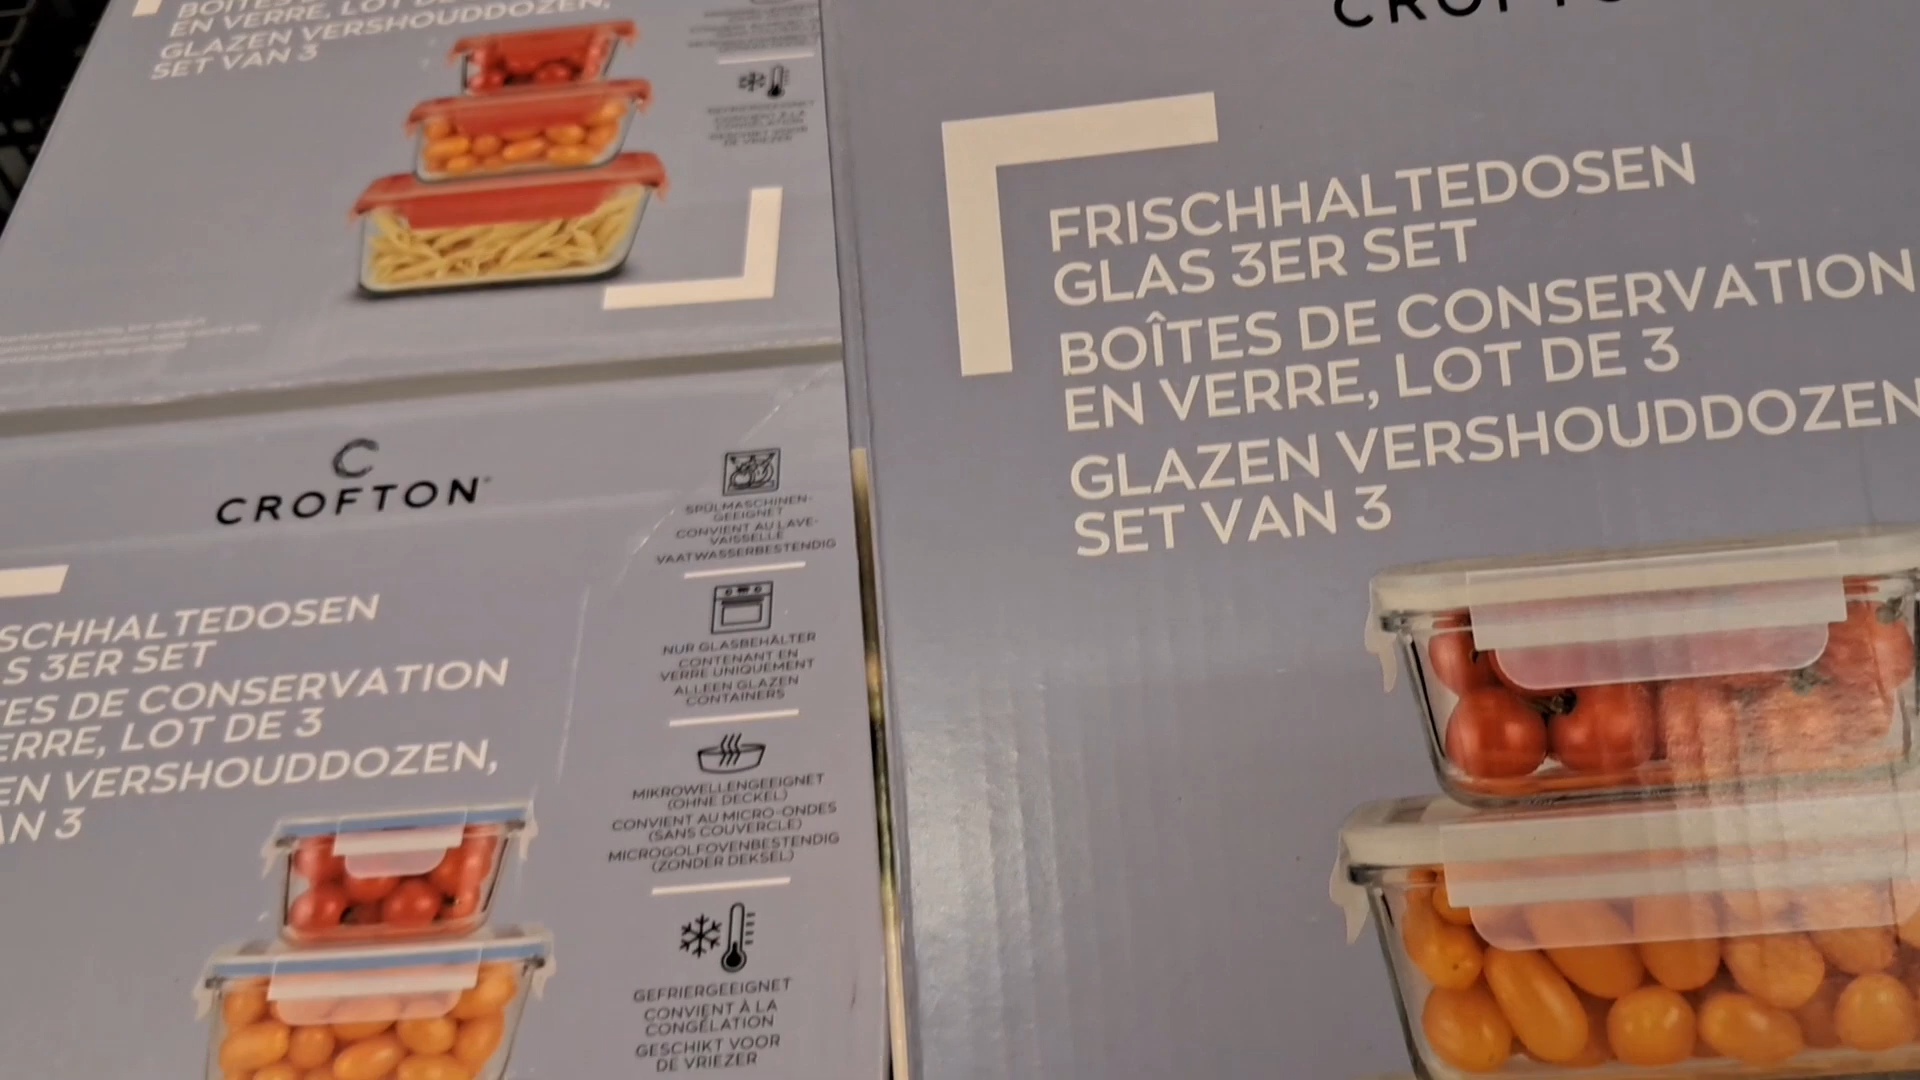 BOÎTES
EN VERRE, LOT DE
GLAZEN VERSHOUDDOZEN,
SET VAN 3
DE VRIEZER
C
CROFTON
SCHHALTEDOSEN
S 3ER SET
TES DE CONSERVATION
ERRE, LOT DE 3
EN VERSHOUDDOZEN,
AN 3
SPÜLMASCHINEN-
GEEIGNET
CONVIENT AU LAVE-
VAISSELLE
VAATWASSERBESTENDIG
NUR GLASBEHÄLTER
CONTENANT EN
VERRE UNIQUEMENT
ALLEEN GLAZEN
CONTAINERS
MIKROWELLENGEEIGNET
(OHNE DECKEL)
CONVIENT AU MICRO-ONDES
(SANS COUVERCLE)
MICROGOLFOVENBESTENDIG
(ZONDER DEKSEL)
GEFRIERGEEIGNET
CONVIENT À LA
CONGÉLATION
GESCHIKT VOOR
DE VRIEZER
CROFTO
FRISCHHALTEDOSEN
GLAS 3ER SET
BOÎTES DE CONSERVATION
EN VERRE, LOT DE 3
GLAZEN VERSHOUDDOZEN
SET VAN 3